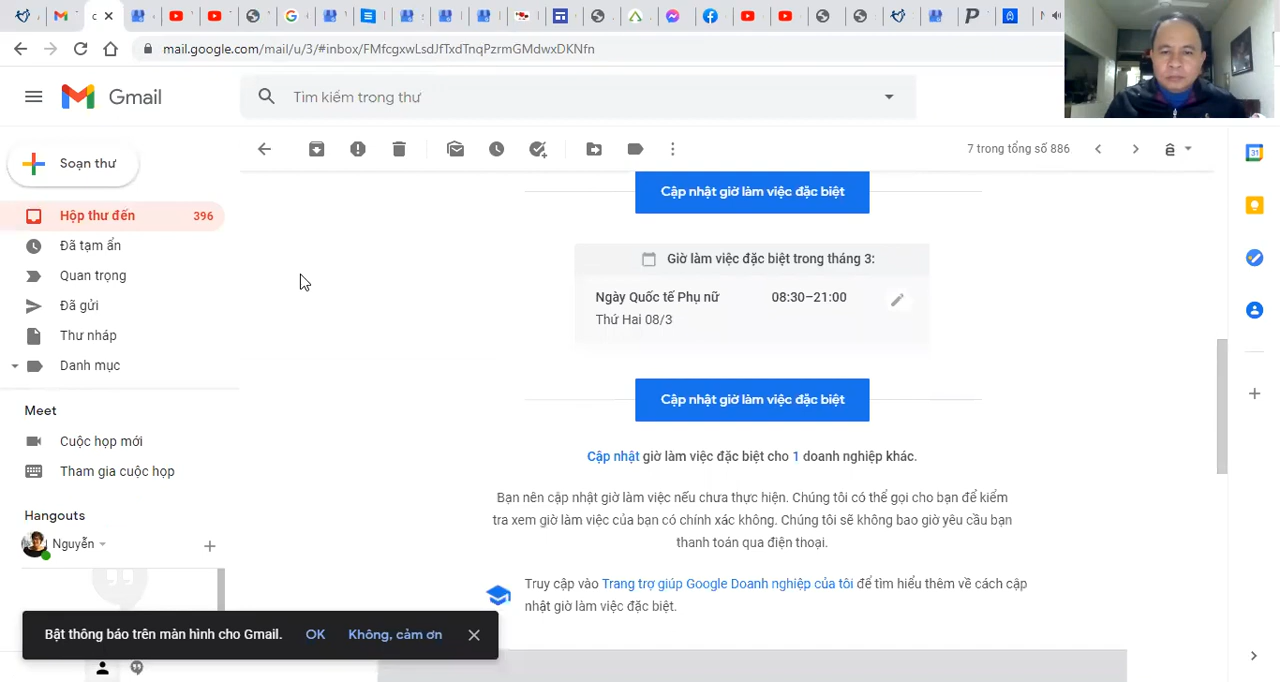 mail.google.com/mail/u/3/#inbox/FMfcgxwLsdJfTxdTnqPzrmGMdwxDKNfn
Gmail
Tìm kiếm trong thư
Soạn thư
7 trong tổng số 886
Hộp thư đến 396
Đã tạm ẩn
Quan trọng
Đã gửi
Thư nháp
Danh mục
Meet
Cuộc họp mới
Tham gia cuộc họp
Hangouts
Nguyễn
Cập nhật giờ làm việc đặc biệt
Giờ làm việc đặc biệt trong tháng 3:
Ngày Quốc tế Phụ nữ 08:30–21:00
Thứ Hai 08/3
Cập nhật giờ làm việc đặc biệt
Cập nhật giờ làm việc đặc biệt cho 1 doanh nghiệp khác.
Bạn nên cập nhật giờ làm việc nếu chưa thực hiện. Chúng tôi có thể gọi cho bạn để kiểm
tra xem giờ làm việc của bạn có chính xác không. Chúng tôi sẽ không bao giờ yêu cầu bạn
thanh toán qua điện thoại.
Truy cập vào Trang trợ giúp Google Doanh nghiệp của tôi để tìm hiểu thêm về cách cập
nhật giờ làm việc đặc biệt.
Bật thông báo trên màn hình cho Gmail. OK Không, cảm ơn